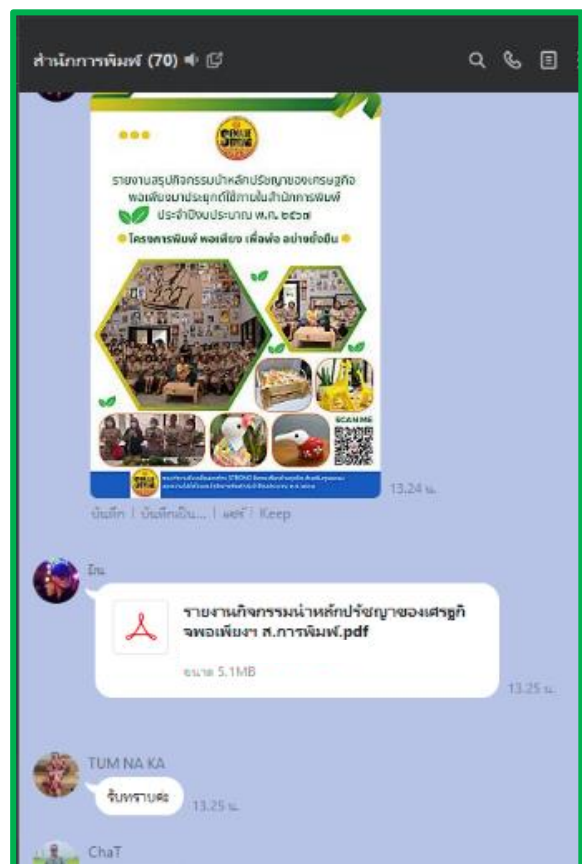 สำนักการพิมพ์ (70)
SENATE
STRONG
รายงานสรุปกิจกรรมนำหลักปรัชญาของเศรษฐกิจ
พอเพียงมาประยุกต์ใช้ภายในสำนักการพิมพ์
ประจำปีงบประมาณ พ.ศ. ๒๕๖๗
โครงการพิมพ์ พอเพียง เพื่อพ่อ อย่างยั่งยืน
SCAN ME
13.24 น.
บันทึก | บันทึกเป็น... | แชร์ | Keep
รายงานกิจกรรมนำหลักปรัชญาของเศรฐกิ
จพอเพียงฯ ส.การพิมพ์.pdf
ขนาด 5.1MB
13.25 น.
TUM NA KA
รับทราบค่ะ
13.25 น.
ChaT